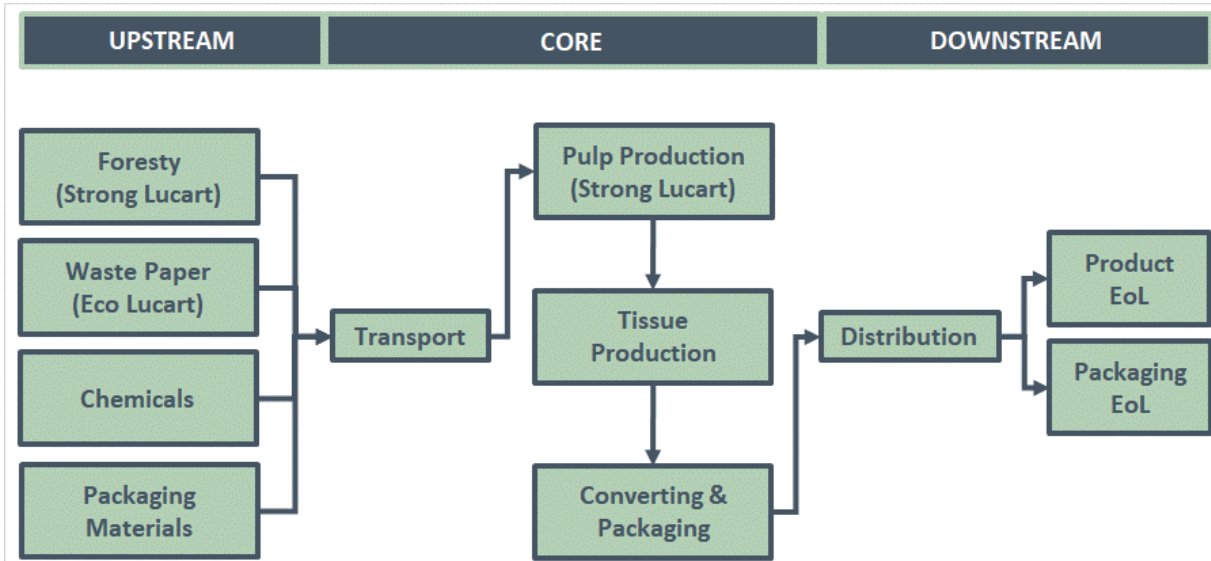 UPSTREAM
CORE
DOWNSTREAM
Foresty
(Strong Lucart)
Waste Paper
(Eco Lucart)
Chemicals
Packaging
Materials
Transport
Pulp Production
(Strong Lucart)
Tissue
Production
Converting &
Packaging
Distribution
Product
EoL
Packaging
EoL